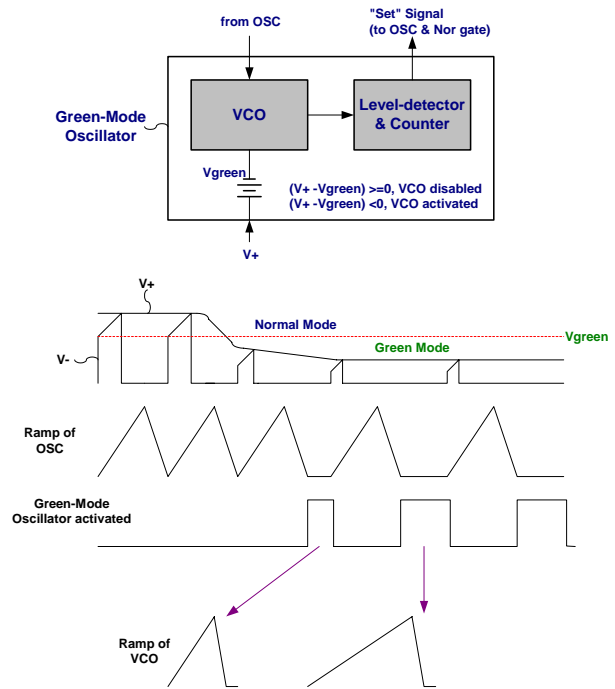 from OSC
"Set" Signal
(to OSC & Nor gate)
Green-Mode
Oscillator
VCO
Level-detector
& Counter
Vgreen
(V+ -Vgreen) >=0, VCO disabled
(V+ -Vgreen) <0, VCO activated
V+
V+
Normal Mode
Vgreen
Green Mode
V-
Ramp of
OSC
Green-Mode
Oscillator activated
Ramp of
VCO